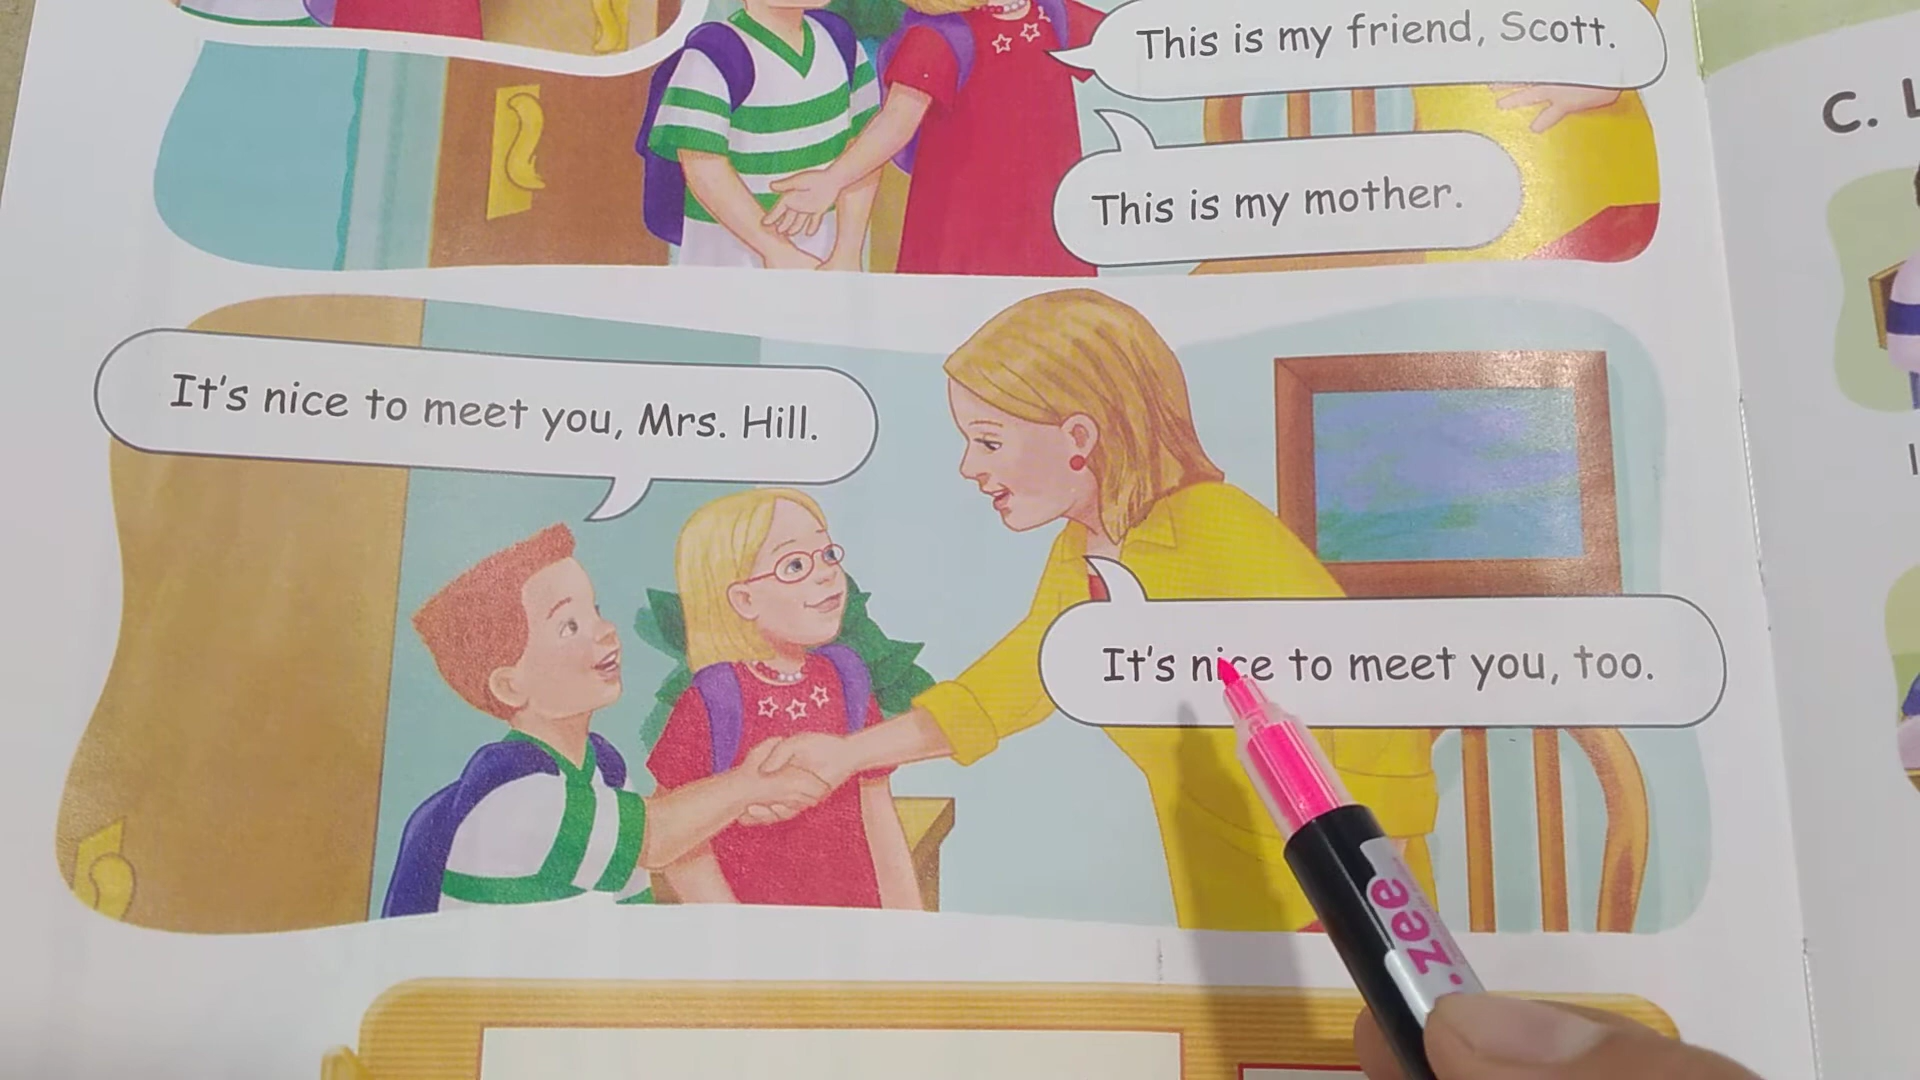 This is my friend, Scott.
This is my mother.
C.
It's nice to meet you, Mrs. Hill.
It's nice to meet you, too.
zee